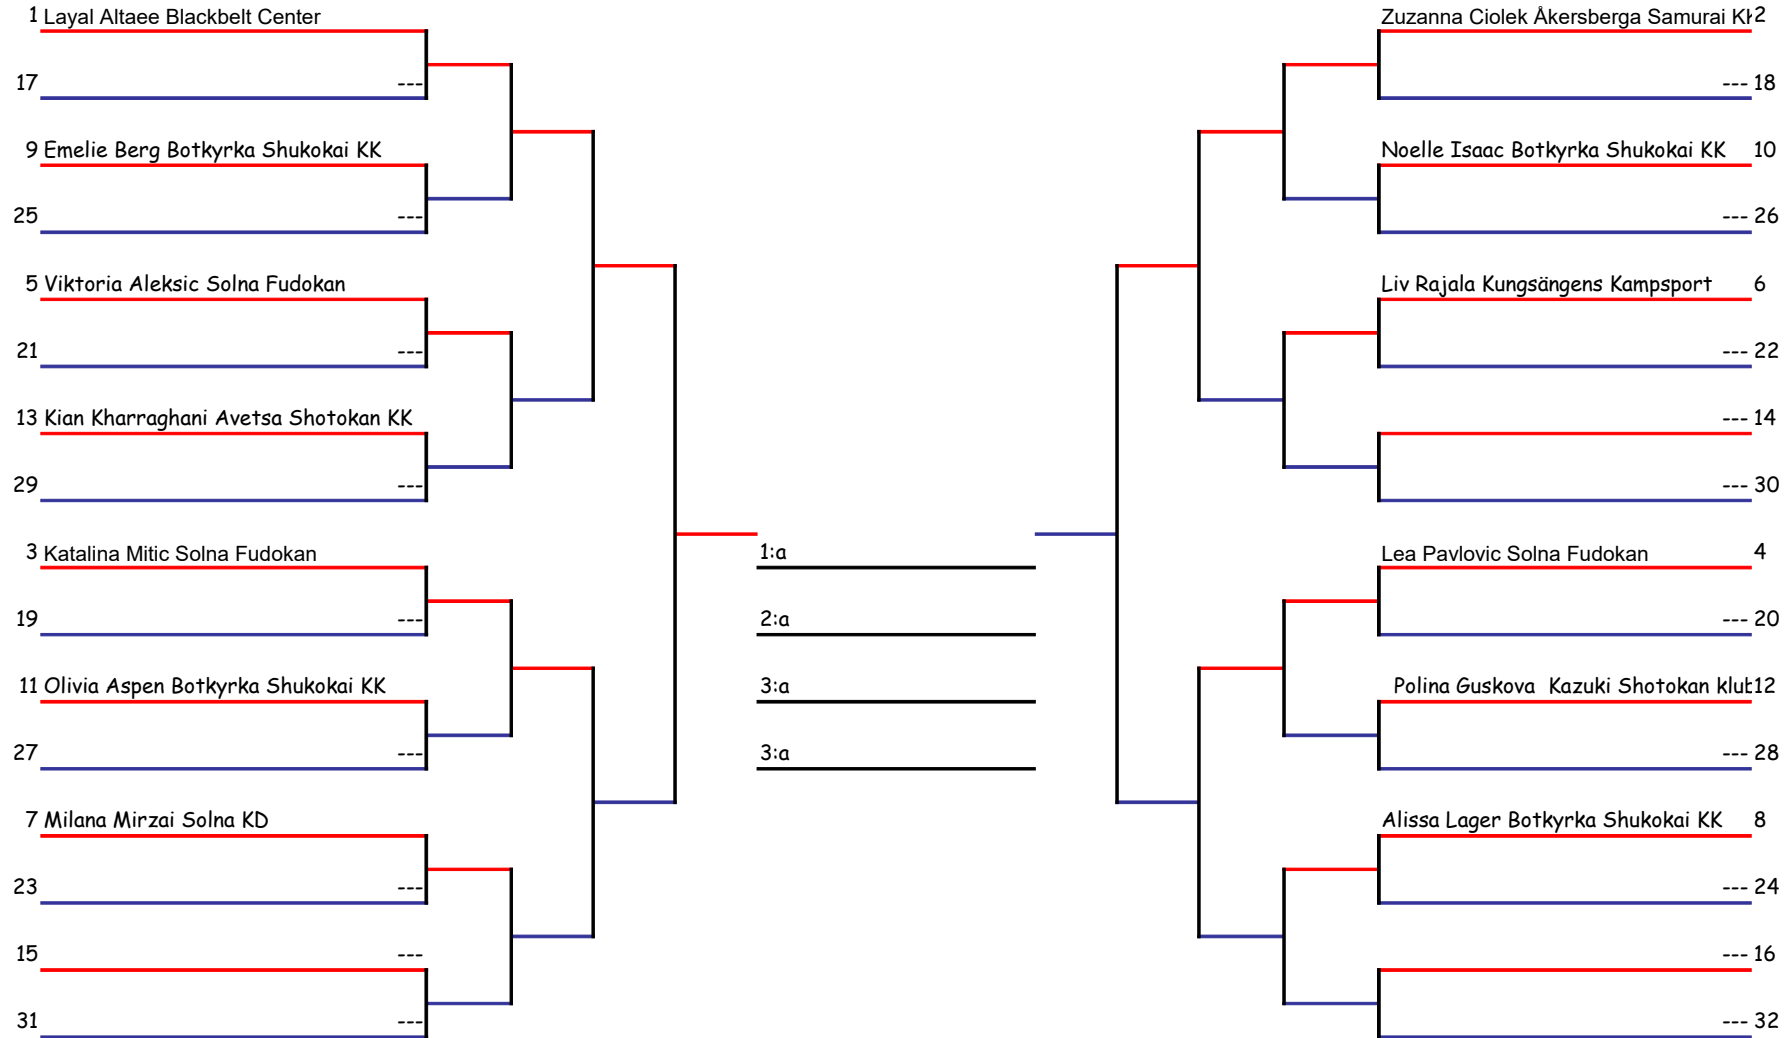 1 Layal Altaee Blackbelt Center
17 ---
9 Emelie Berg Botkyrka Shukokai KK
25 ---
5 Viktoria Aleksic Solna Fudokan
21 ---
13 Kian Kharraghani Avetsa Shotokan KK
29 ---
3 Katalina Mitic Solna Fudokan
19 ---
11 Olivia Aspen Botkyrka Shukokai KK
27 ---
7 Milana Mirzai Solna KD
23 ---
15 ---
31 ---
1:a
2:a
3:a
3:a
Zuzanna Ciolek Åkersberga Samurai KK 2
--- 18
Noelle Isaac Botkyrka Shukokai KK 10
--- 26
Liv Rajala Kungsängens Kampsport 6
--- 22
--- 14
--- 30
Lea Pavlovic Solna Fudokan 4
--- 20
Polina Guskova Kazuki Shotokan klub 12
--- 28
Alissa Lager Botkyrka Shukokai KK 8
--- 24
--- 16
--- 32